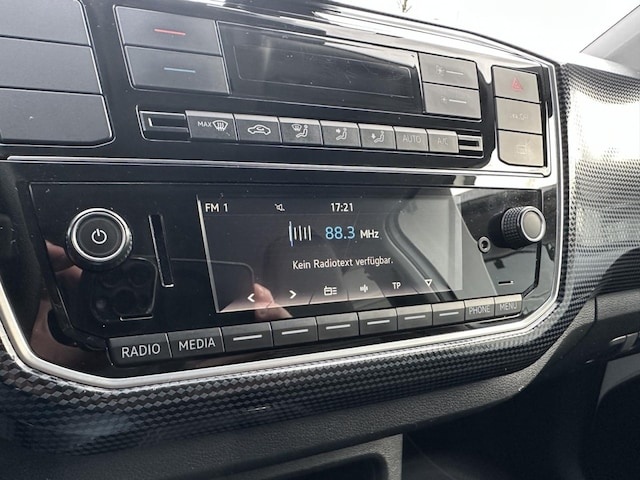 MAX
AUTO
A/C
FM 1 17:21
88.3 MHz
Kein Radiotext verfügbar.
TP
RADIO MEDIA PHONE MENU